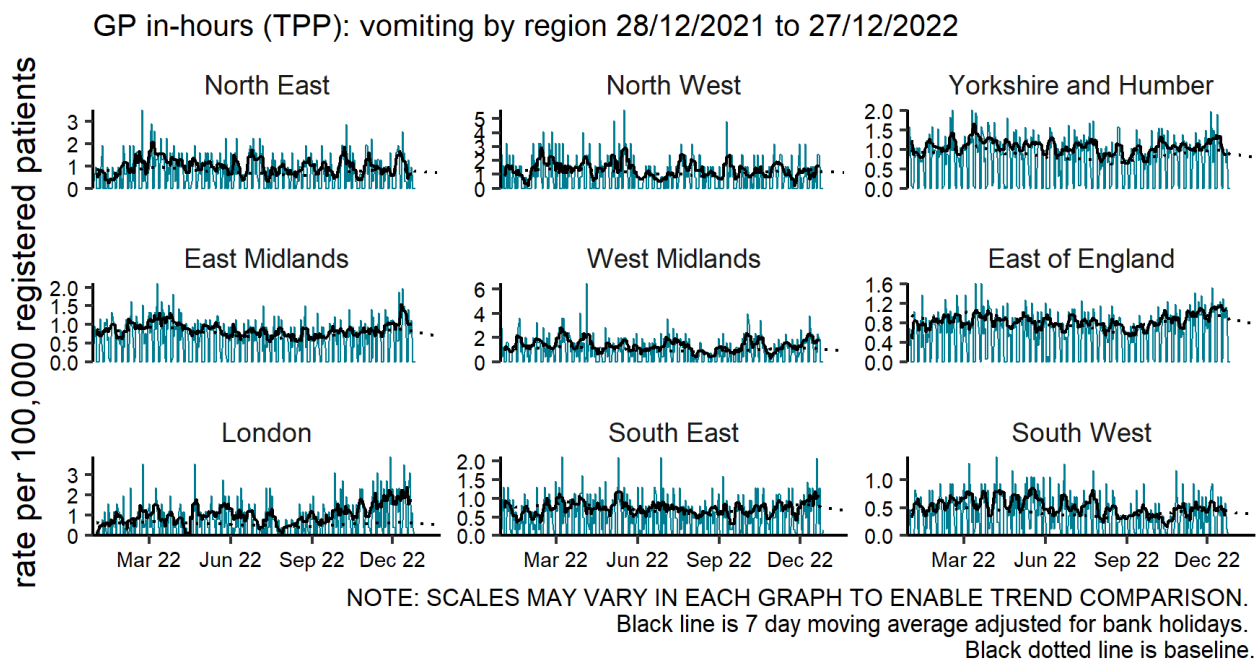 GP in-hours (TPP): vomiting by region 28/12/2021 to 27/12/2022
rate per 100,000 registered patients
North East
3
2
1
0
North West
5
4
3
2
1
0
Yorkshire and Humber
2.0
1.5
1.0
0.5
0.0
East Midlands
2.0
1.5
1.0
0.5
0.0
West Midlands
6
4
2
0
East of England
1.6
1.2
0.8
0.4
0.0
London
3
2
1
0
Mar 22 Jun 22 Sep 22 Dec 22
South East
2.0
1.5
1.0
0.5
0.0
Mar 22 Jun 22 Sep 22 Dec 22
South West
1.0
0.5
0.0
Mar 22 Jun 22 Sep 22 Dec 22
NOTE: SCALES MAY VARY IN EACH GRAPH TO ENABLE TREND COMPARISON.
Black line is 7 day moving average adjusted for bank holidays.
Black dotted line is baseline.